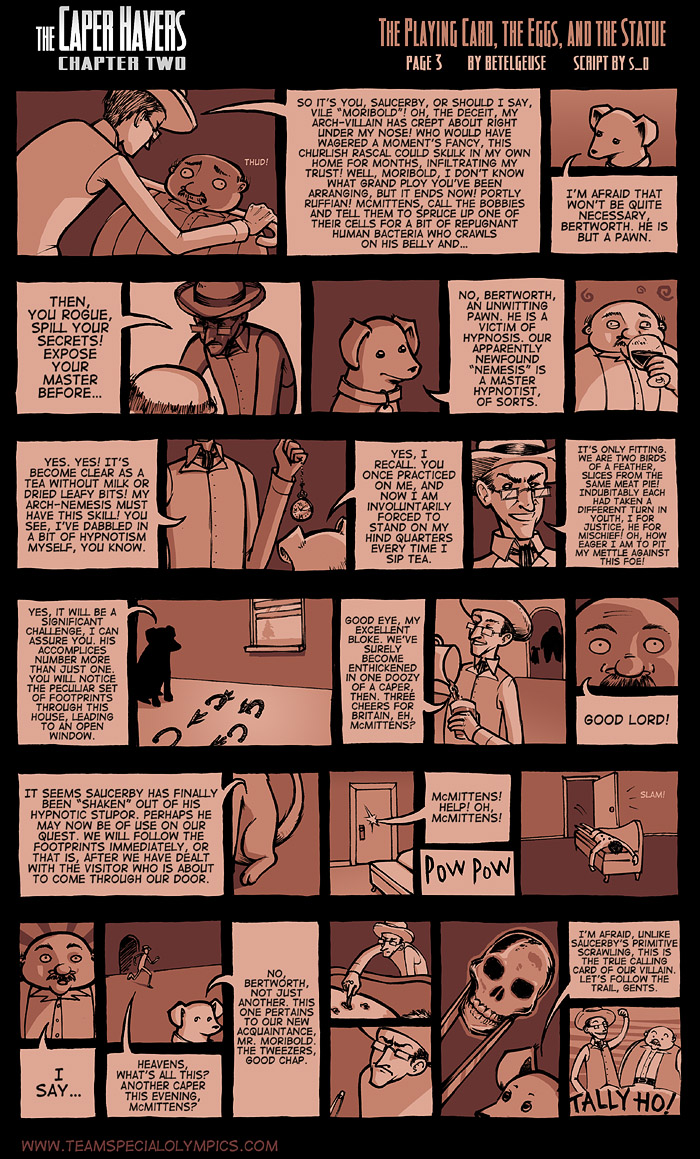 THE CAPER HAVERS
CHAPTER TWO
THE PLAYING CARD, THE EGGS, AND THE STATUE
PAGE 3 BY BETELGEUSE SCRIPT BY s_o
THUD!
SO IT'S YOU, SAUCERBY, OR SHOULD I SAY,
VILE "MORIBOLD"! OH, THE DECEIT, MY
ARCH-VILLAIN HAS CREPT ABOUT RIGHT
UNDER MY NOSE! WHO WOULD HAVE
WAGERED A MOMENT'S FANCY, THIS
CHURLISH RASCAL COULD SKULK IN MY OWN
HOME FOR MONTHS, INFILTRATING MY
TRUST! WELL, MORIBOLD, I DON'T KNOW
WHAT GRAND PLOY YOU'VE BEEN
ARRANGING, BUT IT ENDS NOW! PORTLY
RUFFIAN! MCMITTENS, CALL THE BOBBIES
AND TELL THEM TO SPRUCE UP ONE OF
THEIR CELLS FOR A BIT OF REPUGNANT
HUMAN BACTERIA WHO CRAWLS
ON HIS BELLY AND...
I'M AFRAID THAT
WON'T BE QUITE
NECESSARY,
BERTWORTH. HE IS
BUT A PAWN.
THEN,
YOU ROGUE,
SPILL YOUR
SECRETS!
EXPOSE
YOUR
MASTER
BEFORE...
NO, BERTWORTH,
AN UNWITTING
PAWN. HE IS A
VICTIM OF
HYPNOSIS. OUR
APPARENTLY
NEWFOUND
"NEMESIS" IS
A MASTER
HYPNOTIST,
OF SORTS.
YES. YES! IT'S
BECOME CLEAR AS A
TEA WITHOUT MILK OR
DRIED LEAFY BITS! MY
ARCH-NEMESIS MUST
HAVE THIS SKILL! YOU
SEE, I'VE DABBLED IN
A BIT OF HYPNOTISM
MYSELF, YOU KNOW.
YES, I
RECALL. YOU
ONCE PRACTICED
ON ME, AND
NOW I AM
INVOLUNTARILY
FORCED TO
STAND ON MY
HIND QUARTERS
EVERY TIME I
SIP TEA.
IT'S ONLY FITTING.
WE ARE TWO BIRDS
OF A FEATHER,
SLICES FROM THE
SAME MEAT PIE!
INDUBITABLY EACH
HAD TAKEN A
DIFFERENT TURN IN
YOUTH, I FOR
JUSTICE, HE FOR
MISCHIEF! OH, HOW
EAGER I AM TO PIT
MY METTLE AGAINST
THIS FOE!
YES, IT WILL BE A
SIGNIFICANT
CHALLENGE, I CAN
ASSURE YOU. HIS
ACCOMPLICES
NUMBER MORE
THAN JUST ONE.
YOU WILL NOTICE
THE PECULIAR SET
OF FOOTPRINTS
THROUGH THIS
HOUSE, LEADING
TO AN OPEN
WINDOW.
GOOD EYE, MY
EXCELLENT
BLOKE. WE'VE
SURELY
BECOME
ENTHICKENED
IN ONE DOOZY
OF A CAPER,
THEN. THREE
CHEERS FOR
BRITAIN, EH,
MCMITTENS?
GOOD LORD!
IT SEEMS SAUCERBY HAS FINALLY
BEEN "SHAKEN" OUT OF HIS
HYPNOTIC STUPOR. PERHAPS HE
MAY NOW BE OF USE ON OUR
QUEST. WE WILL FOLLOW THE
FOOTPRINTS IMMEDIATELY, OR
THAT IS, AFTER WE HAVE DEALT
WITH THE VISITOR WHO IS ABOUT
TO COME THROUGH OUR DOOR.
MCMITTENS!
HELP! OH,
MCMITTENS!
POW POW
SLAM!
I
SAY...
HEAVENS,
WHAT'S ALL THIS?
ANOTHER CAPER
THIS EVENING,
MCMITTENS?
NO,
BERTWORTH,
NOT JUST
ANOTHER. THIS
ONE PERTAINS
TO OUR NEW
ACQUAINTANCE,
MR. MORIBOLD.
THE TWEEZERS,
GOOD CHAP.
I'M AFRAID, UNLIKE
SAUCERBY'S PRIMITIVE
SCRAWLING, THIS IS
THE TRUE CALLING
CARD OF OUR VILLAIN.
LET'S FOLLOW THE
TRAIL, GENTS.
TALLY HO!
WWW.TEAMSPECIALOLYMPICS.COM